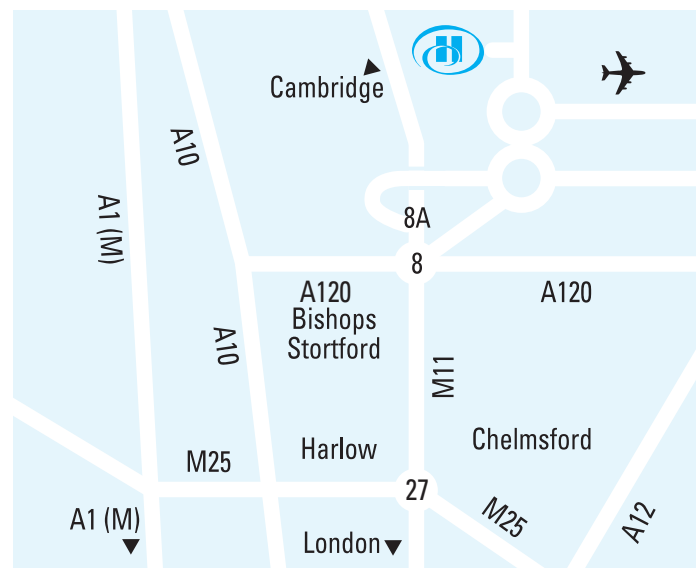 Cambridge
A10
A1 (M)
8A
8
A120
A120
Bishops
Stortford
A10
M11
Chelmsford
Harlow
M25
27
A1 (M)
M25
A12
London